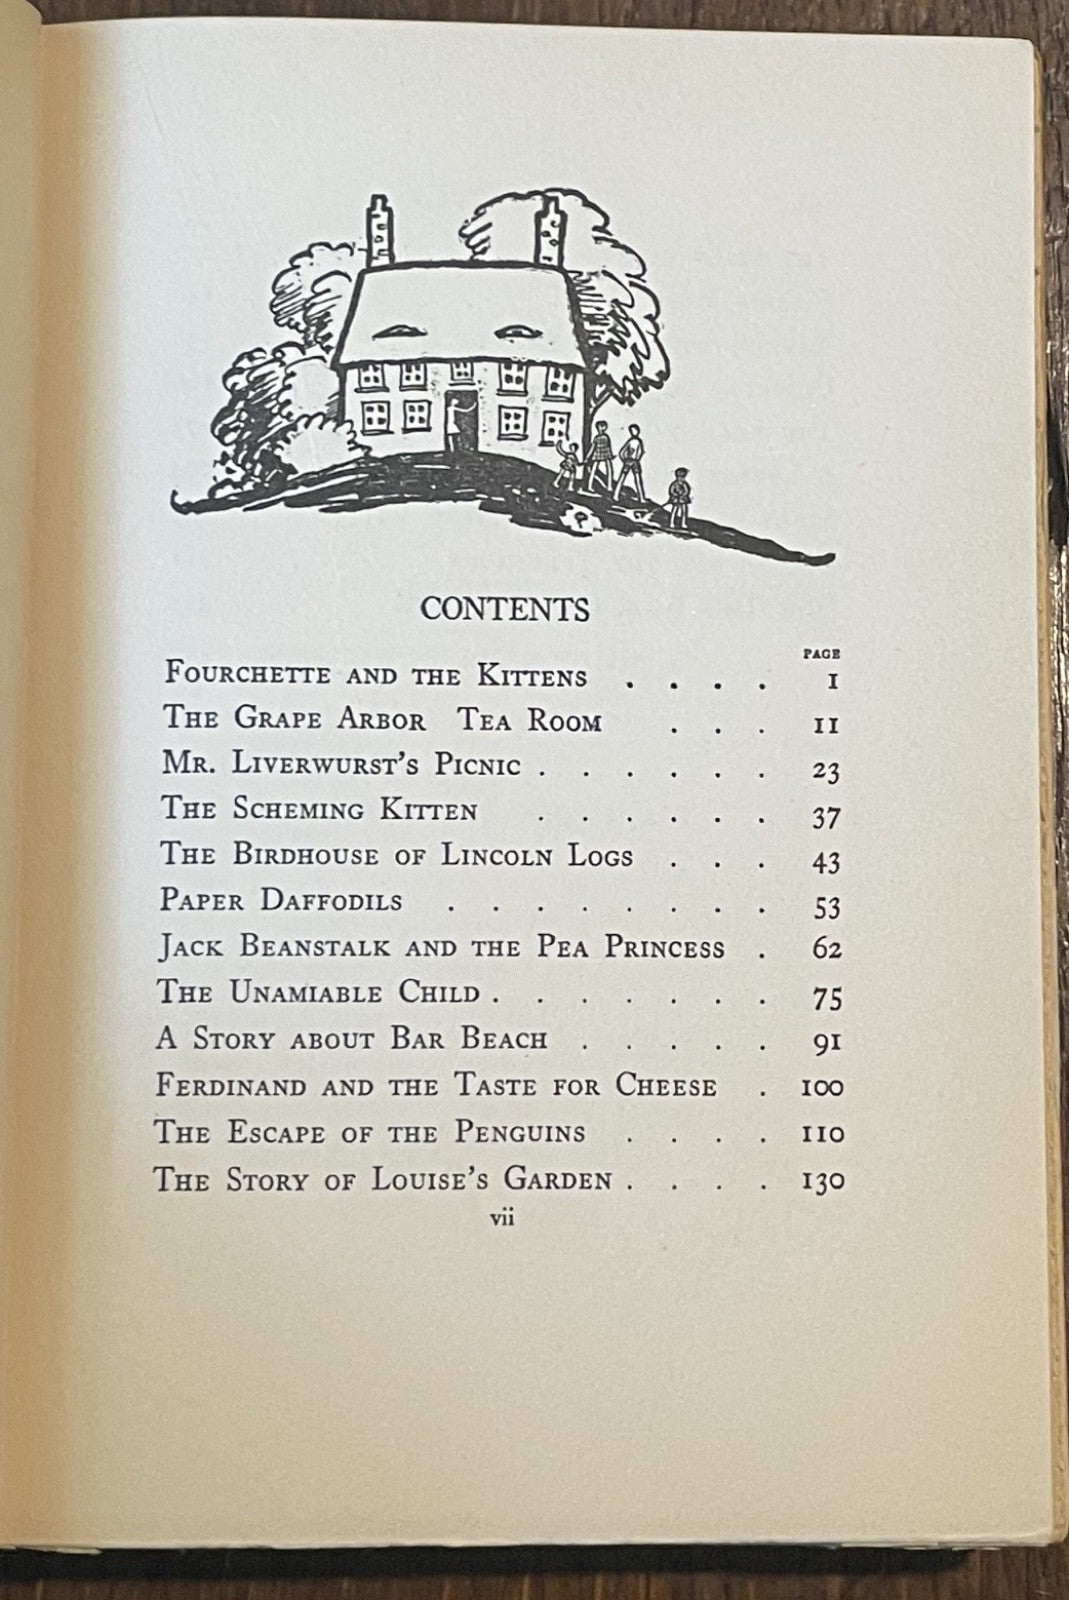 CONTENTS
PAGE
FOURCHETTE AND THE KITTENS . . . . 1
THE GRAPE ARBOR TEA ROOM . . . 11
MR. LIVERWURST'S PICNIC . . . . . . 23
THE SCHEMING KITTEN . . . . . . 37
THE BIRDHOUSE OF LINCOLN LOGS . . . 43
PAPER DAFFODILS . . . . . . . . 53
JACK BEANSTALK AND THE PEA PRINCESS . 62
THE UNAMIABLE CHILD . . . . . . . 75
A STORY ABOUT BAR BEACH . . . . . 91
FERDINAND AND THE TASTE FOR CHEESE . 100
THE ESCAPE OF THE PENGUINS . . . . 110
THE STORY OF LOUISE'S GARDEN . . . . 130
vii